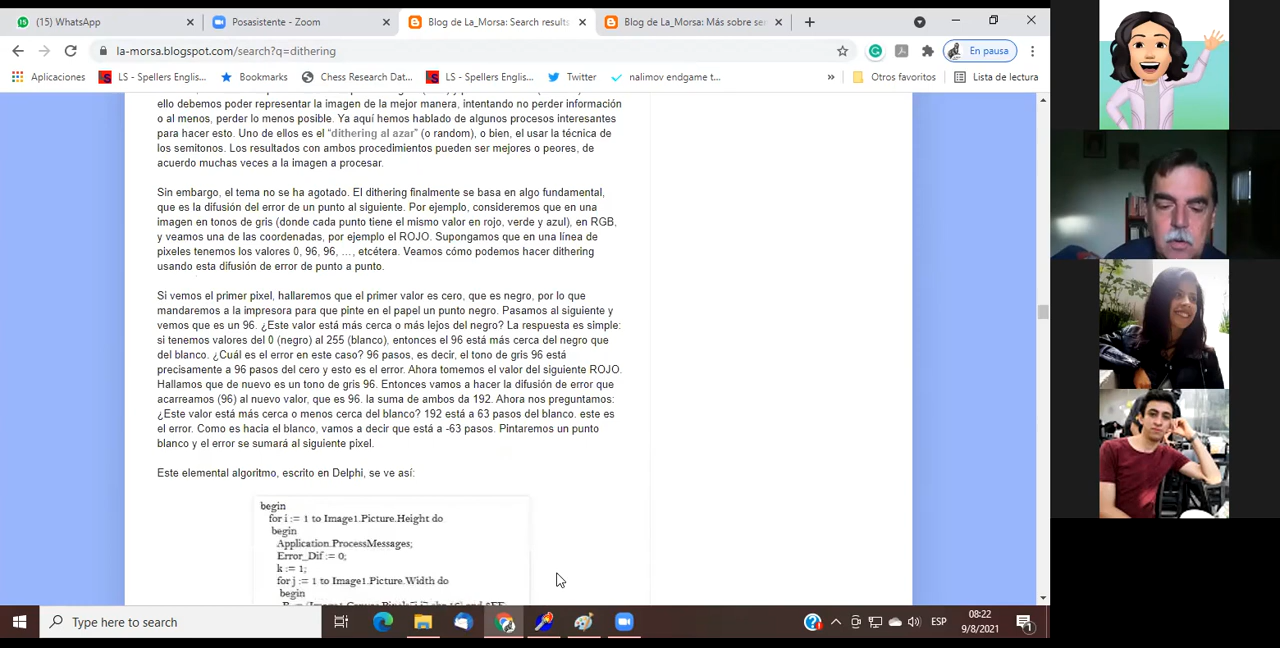 (15) WhatsApp
Posasistente - Zoom
Blog de La_Morsa: Search results
Blog de La_Morsa: Más sobre se
la-morsa.blogspot.com/search?q=dithering
En pausa
Aplicaciones
LS - Spellers Englis...
Bookmarks
Chess Research Dat...
LS - Spellers Englis...
Twitter
nalimov endgame t...
»
Otros favoritos
Lista de lectura
ello debemos poder representar la imagen de la mejor manera, intentando no perder información
o al menos, perder lo menos posible. Ya aquí hemos hablado de algunos procesos interesantes
para hacer esto. Uno de ellos es el “dithering al azar” (o random), o bien, el usar la técnica de
los semitonos. Los resultados con ambos procedimientos pueden ser mejores o peores, de
acuerdo muchas veces a la imagen a procesar.
Sin embargo, el tema no se ha agotado. El dithering finalmente se basa en algo fundamental,
que es la difusión del error de un punto al siguiente. Por ejemplo, consideremos que en una
imagen en tonos de gris (donde cada punto tiene el mismo valor en rojo, verde y azul), en RGB,
y veamos una de las coordenadas, por ejemplo el ROJO. Supongamos que en una línea de
pixeles tenemos los valores 0, 96, 96, …, etcétera. Veamos cómo podemos hacer dithering
usando esta difusión de error de punto a punto.
Si vemos el primer pixel, hallaremos que el primer valor es cero, que es negro, por lo que
mandaremos a la impresora para que pinte en el papel un punto negro. Pasamos al siguiente y
vemos que es un 96. ¿Este valor está más cerca o más lejos del negro? La respuesta es simple:
si tenemos valores del 0 (negro) al 255 (blanco), entonces el 96 está más cerca del negro que
del blanco. ¿Cuál es el error en este caso? 96 pasos, es decir, el tono de gris 96 está
precisamente a 96 pasos del cero y esto es el error. Ahora tomemos el valor del siguiente ROJO.
Hallamos que de nuevo es un tono de gris 96. Entonces vamos a hacer la difusión de error que
acarreamos (96) al nuevo valor, que es 96. la suma de ambos da 192. Ahora nos preguntamos:
¿Este valor está más cerca o menos cerca del blanco? 192 está a 63 pasos del blanco. este es
el error. Como es hacia el blanco, vamos a decir que está a -63 pasos. Pintaremos un punto
blanco y el error se sumará al siguiente pixel.
Este elemental algoritmo, escrito en Delphi, se ve así:
begin
for i := 1 to Image1.Picture.Height do
begin
Application.ProcessMessages;
Error_Dif := 0;
k := 1;
for j := 1 to Image1.Picture.Width do
begin
Type here to search
ESP
08:22
9/8/2021
1